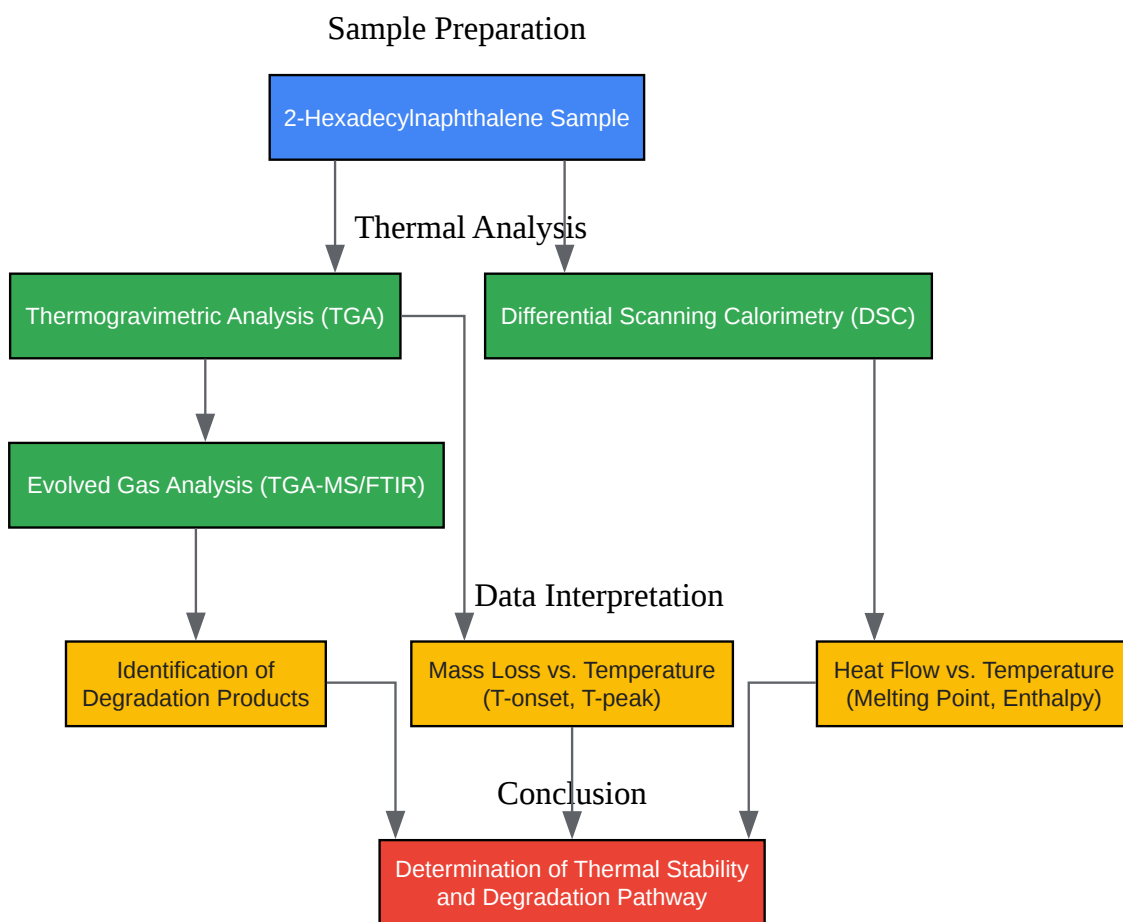 Sample Preparation
2-Hexadecylnaphthalene Sample
Thermal Analysis
Thermogravimetric Analysis (TGA)
Differential Scanning Calorimetry (DSC)
Evolved Gas Analysis (TGA-MS/FTIR)
Data Interpretation
Identification of
Degradation Products
Mass Loss vs. Temperature
(T-onset, T-peak)
Heat Flow vs. Temperature
(Melting Point, Enthalpy)
Conclusion
Determination of Thermal Stability
and Degradation Pathway